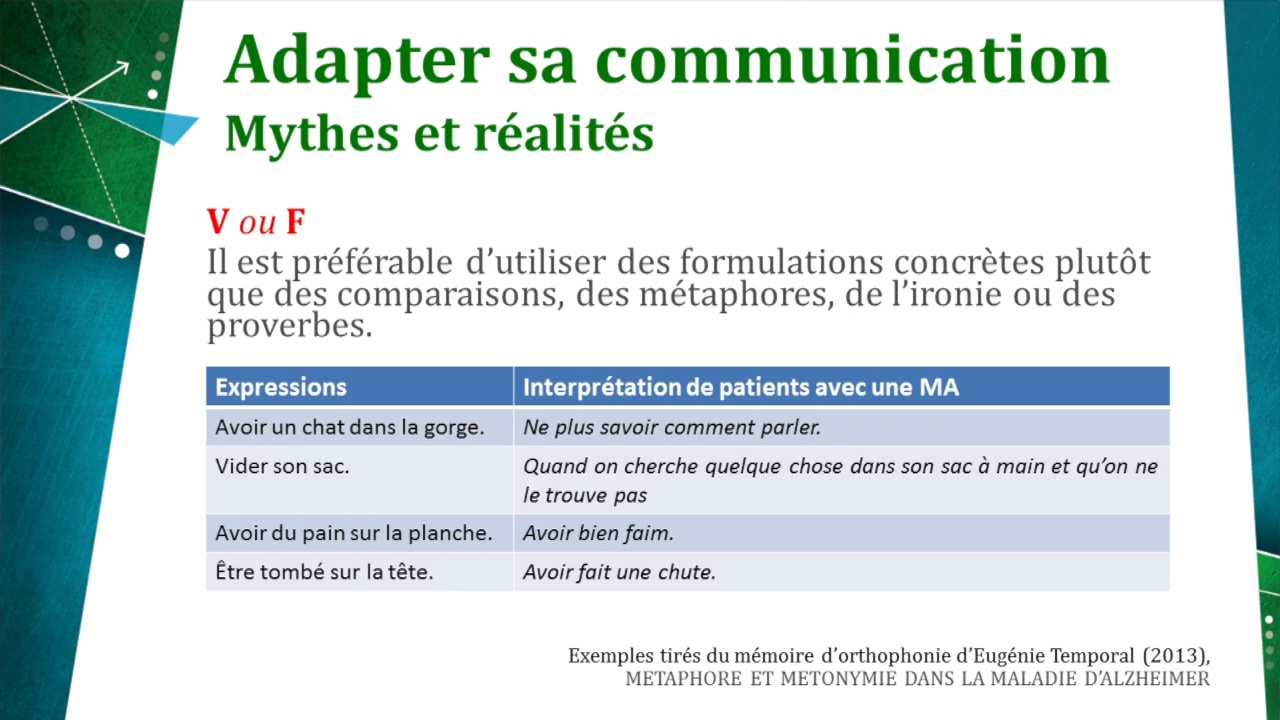 Adapter sa communication
Mythes et réalités
V ou F
Il est préférable d’utiliser des formulations concrètes plutôt
que des comparaisons, des métaphores, de l’ironie ou des
proverbes.
Expressions
Interprétation de patients avec une MA
Avoir un chat dans la gorge.
Ne plus savoir comment parler.
Vider son sac.
Quand on cherche quelque chose dans son sac à main et qu’on ne
le trouve pas
Avoir du pain sur la planche.
Avoir bien faim.
Être tombé sur la tête.
Avoir fait une chute.
Exemples tirés du mémoire d’orthophonie d’Eugénie Temporal (2013),
METAPHORE ET METONYMIE DANS LA MALADIE D’ALZHEIMER